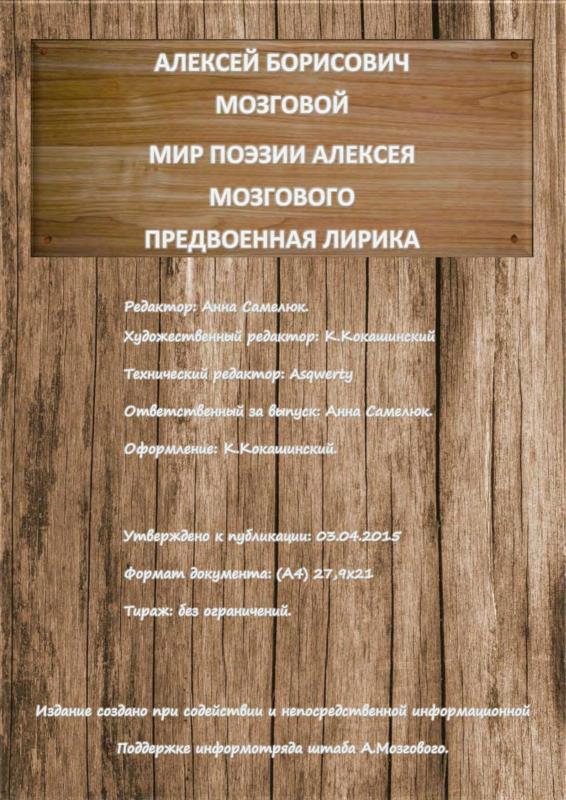 АЛЕКСЕЙ БОРИСОВИЧ
МОЗГОВОЙ
МИР ПОЭЗИИ АЛЕКСЕЯ
МОЗГОВОГО
ПРЕДВОЕННАЯ ЛИРИКА
Редактор: Анна Самелюк.
Художественный редактор: К.Кокашинский
Технический редактор: Asqwerty
Ответственный за выпуск: Анна Самелюк.
Оформление: К.Кокашинский.
Утверждено к публикации: 03.04.2015
Формат документа: (А4) 27,9x21
Тираж: без ограничений.
Издание создано при содействии и непосредственной информационной
Поддержке информотряда штаба А.Мозгового.